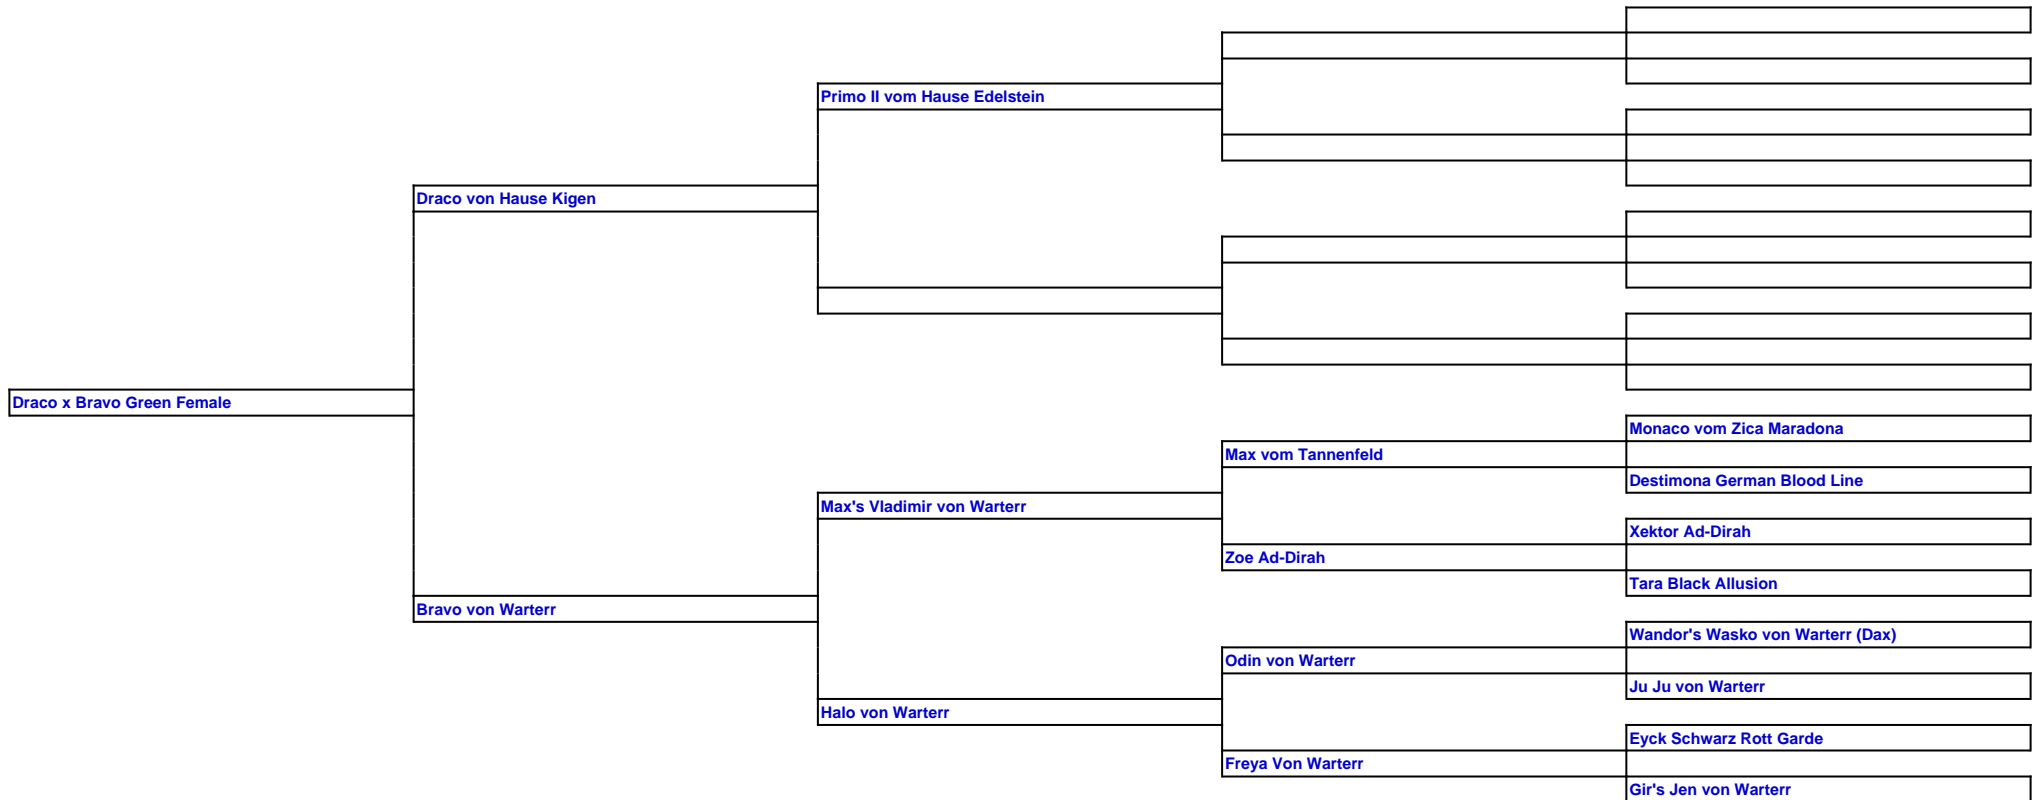 Primo II vom Hause Edelstein
Draco von Hause Kigen
Draco x Bravo Green Female
Monaco vom Zica Maradona
Max vom Tannenfeld
Destimona German Blood Line
Max's Vladimir von Warterr
Xektor Ad-Dirah
Zoe Ad-Dirah
Tara Black Allusion
Bravo von Warterr
Wandor's Wasko von Warterr (Dax)
Odin von Warterr
Ju Ju von Warterr
Halo von Warterr
Eyck Schwarz Rott Garde
Freya Von Warterr
Gir's Jen von Warterr